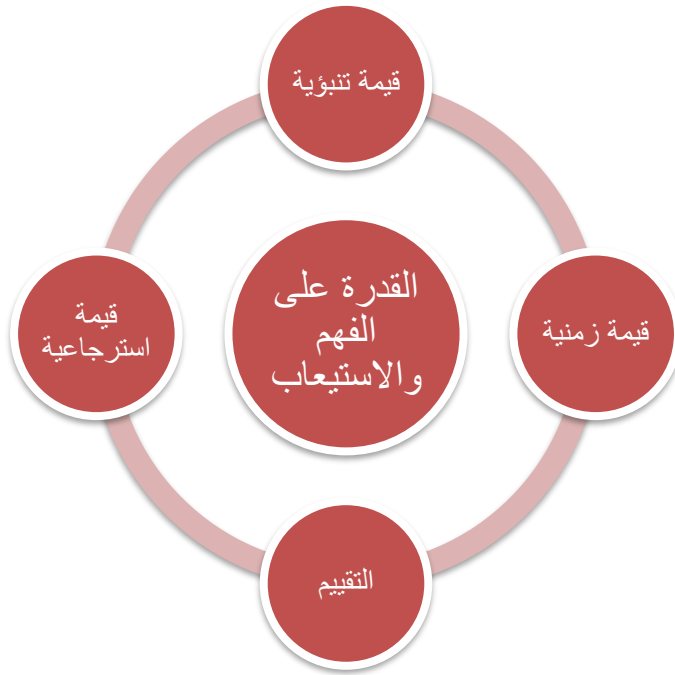 قيمة تنبؤية
القدرة على
الفهم
والاستيعاب
قيمة زمنية
قيمة
استرجاعية
التقييم